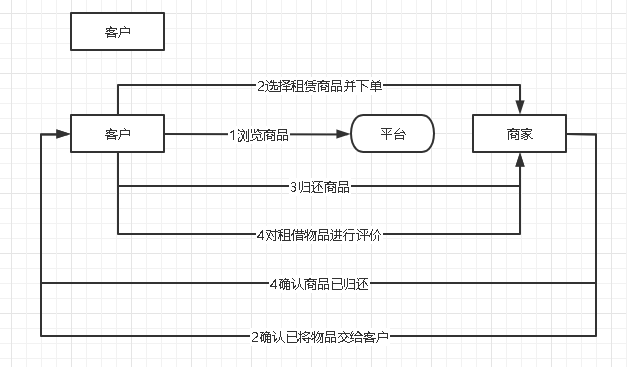 客户
2选择租赁商品并下单
客户
1浏览商品
平台
商家
3归还商品
4对租借物品进行评价
4确认商品已归还
2确认已将物品交给客户